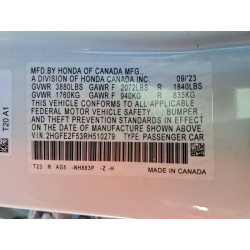 MFD.BY HONDA OF CANADA MFG.
A DIVISION OF HONDA CANADA INC. 09/'23
GVWR 3880LBS GAWR F 2072LBS R 1840LBS
GVWR 1760KG GAWR F 940KG R 835KG
THIS VEHICLE CONFORMS TO ALL APPLICABLE
FEDERAL MOTOR VEHICLE SAFETY, BUMPER,
AND THEFT PREVENTION STANDARDS IN EFFECT
ON THE DATE OF MANUFACTURE SHOWN ABOVE.
VIN:2HGFE2F53RH510279 TYPE:PASSENGER CAR
T23 R AG5 -NH883P -Z -H
MADE IN CANADA
T20 A1